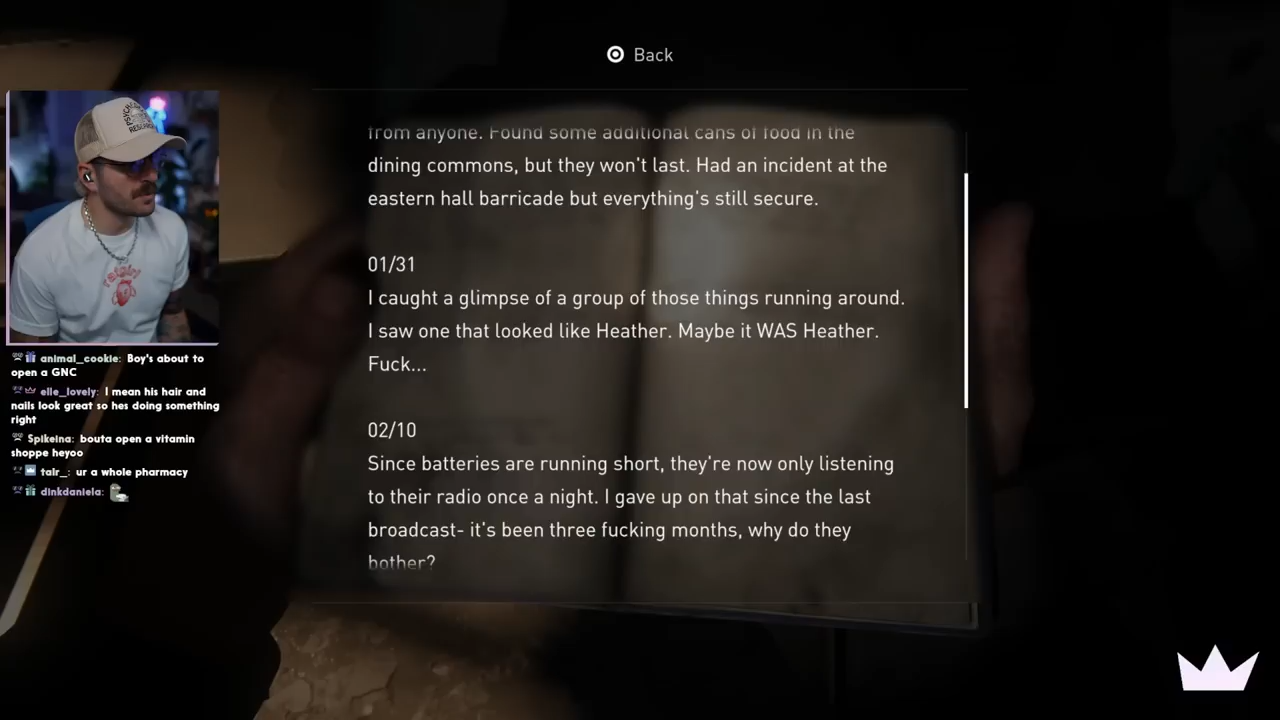 Back
from anyone. Found some additional cans of food in the
dining commons, but they won't last. Had an incident at the
eastern hall barricade but everything's still secure.
01/31
I caught a glimpse of a group of those things running around.
I saw one that looked like Heather. Maybe it WAS Heather.
Fuck...
02/10
Since batteries are running short, they're now only listening
to their radio once a night. I gave up on that since the last
broadcast- it's been three fucking months, why do they
bother?
animal_cookie: Boy's about to
open a GNC
elle_lovely: I mean his hair and
nails look great so hes doing something
right
Spikeina: bouta open a vitamin
shoppe heyoo
talr_: ur a whole pharmacy
dinkdaniela: